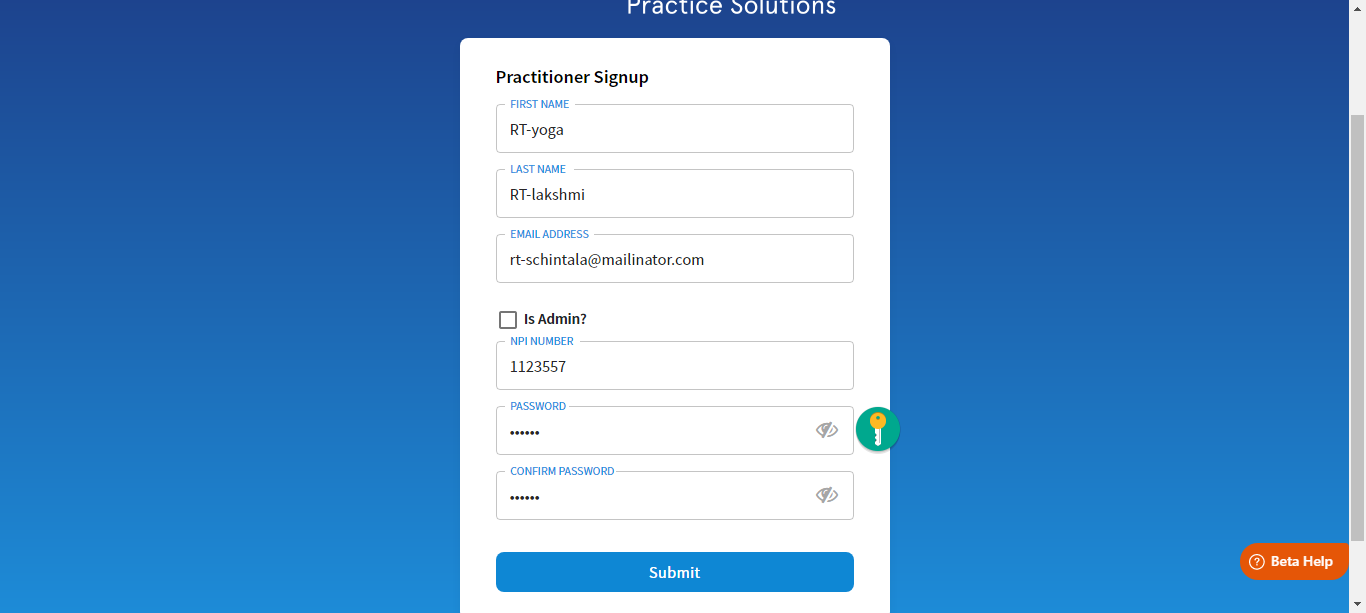 Practice Solutions
Practitioner Signup
FIRST NAME
RT-yoga
LAST NAME
RT-lakshmi
EMAIL ADDRESS
rt-schintala@mailinator.com
Is Admin?
NPI NUMBER
1123557
PASSWORD
••••••
CONFIRM PASSWORD
••••••
Submit
? Beta Help